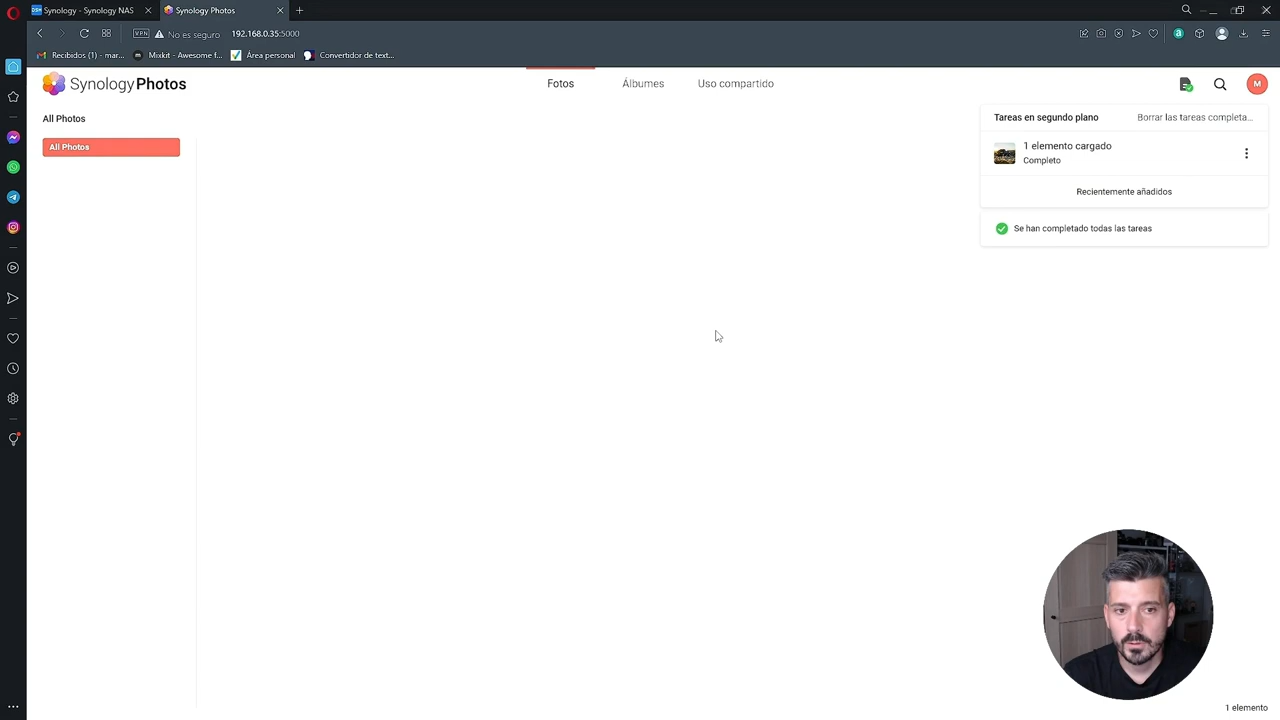 Synology - Synology NAS
Synology Photos
VPN
No es seguro
192.168.0.35:5000
Recibidos (1) - mar...
Mixkit - Awesome f...
Área personal
Convertidor de text...
Synology Photos
Fotos
Álbumes
Uso compartido
M
All Photos
All Photos
Tareas en segundo plano
Borrar las tareas completa...
1 elemento cargado
Completo
Recientemente añadidos
Se han completado todas las tareas
1 elemento